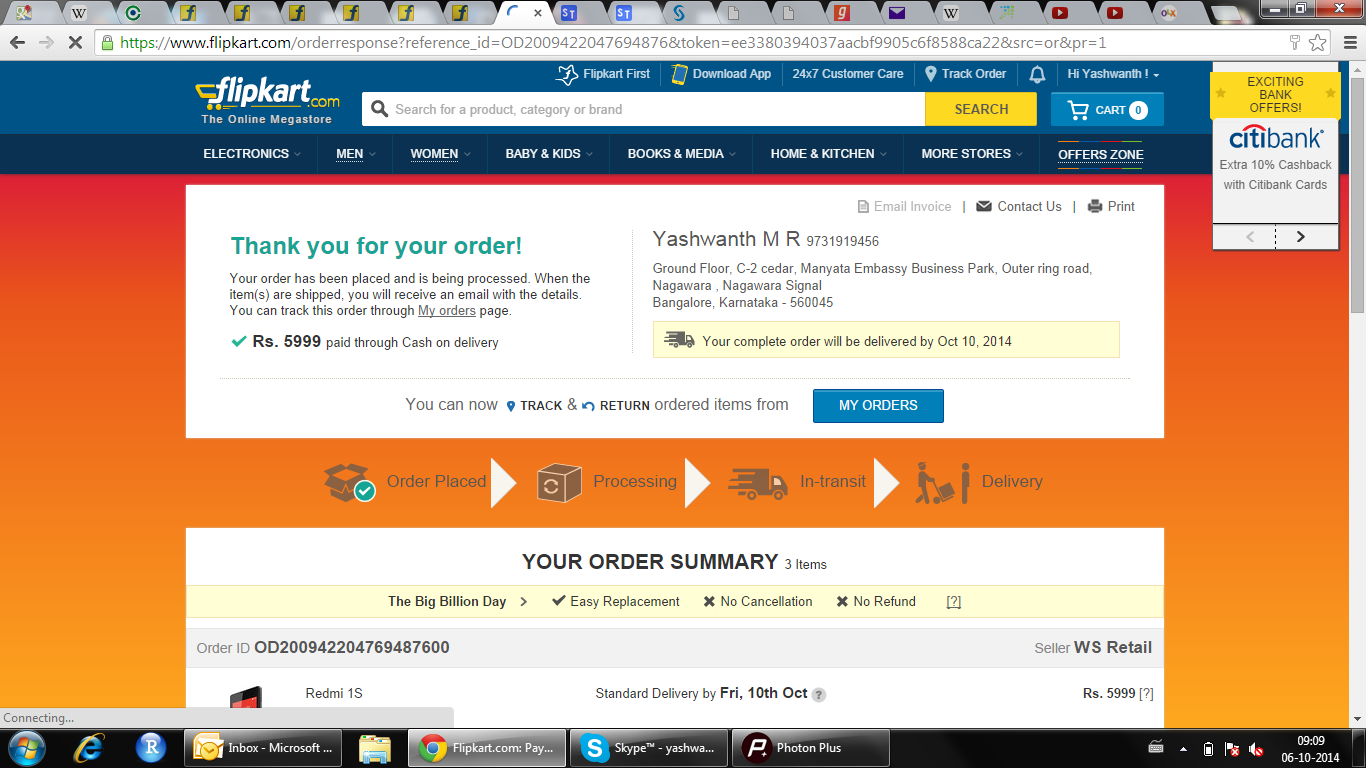 https://www.flipkart.com/orderresponse?reference_id=OD2009422047694876&token=ee3380394037aacbf9905c6f8588ca22&src=or&pr=1
Flipkart First
Download App
24x7 Customer Care
Track Order
Hi Yashwanth !
flipkart.com
The Online Megastore
Search for a product, category or brand
SEARCH
CART 0
ELECTRONICS
MEN
WOMEN
BABY & KIDS
BOOKS & MEDIA
HOME & KITCHEN
MORE STORES
OFFERS ZONE
EXCITING
BANK
OFFERS!
citibank
Extra 10% Cashback
with Citibank Cards
Email Invoice | Contact Us | Print
Thank you for your order!
Your order has been placed and is being processed. When the
item(s) are shipped, you will receive an email with the details.
You can track this order through My orders page.
Rs. 5999 paid through Cash on delivery
Yashwanth M R 9731919456
Ground Floor, C-2 cedar, Manyata Embassy Business Park, Outer ring road,
Nagawara , Nagawara Signal
Bangalore, Karnataka - 560045
Your complete order will be delivered by Oct 10, 2014
You can now TRACK & RETURN ordered items from
MY ORDERS
Order Placed
Processing
In-transit
Delivery
YOUR ORDER SUMMARY 3 Items
The Big Billion Day > Easy Replacement No Cancellation No Refund [?]
Order ID OD200942204769487600
Seller WS Retail
Redmi 1S
Standard Delivery by Fri, 10th Oct ?
Rs. 5999 [?]
Connecting...
Inbox - Microsoft ...
Flipkart.com: Pay...
Skype™ - yashwa...
Photon Plus
09:09
06-10-2014